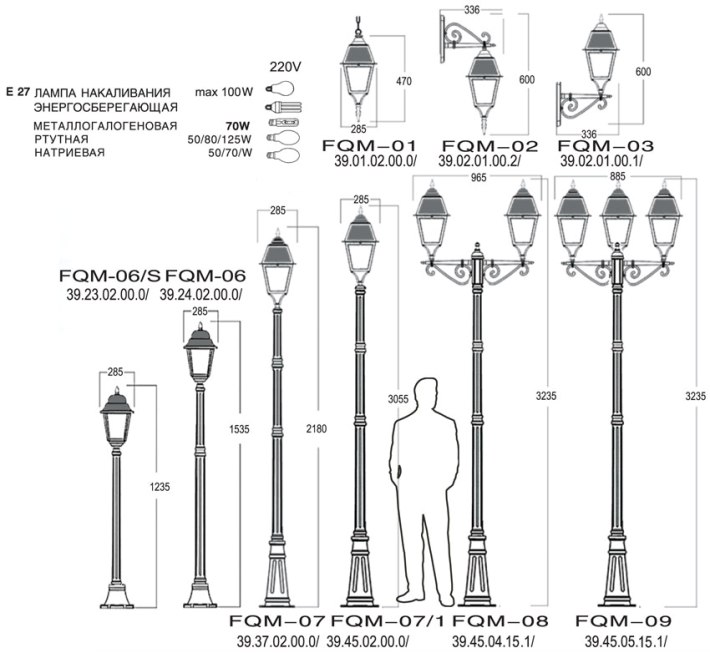 220V
E 27 ЛАМПА НАКАЛИВАНИЯ max 100W
ЭНЕРГОСБЕРЕГАЮЩАЯ
МЕТАЛЛОГАЛОГЕНОВАЯ 70W
РТУТНАЯ 50/80/125W
НАТРИЕВАЯ 50/70/W
470
285
FQM-01
39.01.02.00.0/
336
600
FQM-02
39.02.01.00.2/
600
336
FQM-03
39.02.01.00.1/
FQM-06/S
39.23.02.00.0/
285
1235
FQM-06
39.24.02.00.0/
285
1535
285
2180
FQM-07
39.37.02.00.0/
285
3055
FQM-07/1
39.45.02.00.0/
965
3235
FQM-08
39.45.04.15.1/
885
3235
FQM-09
39.45.05.15.1/